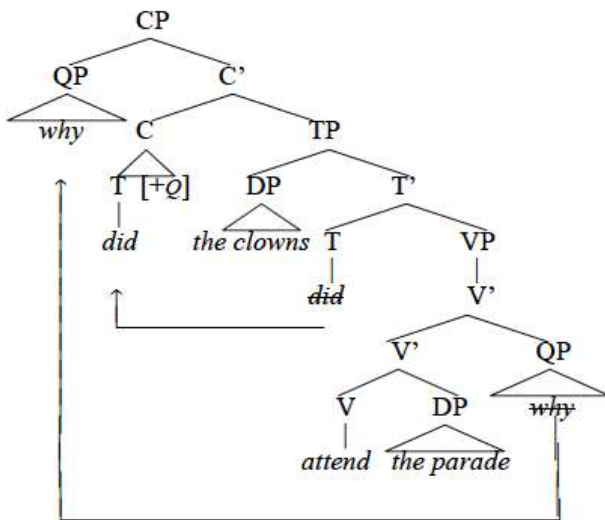 CP
QP C’
why C TP
T [+Q] DP T’
did the clowns T VP
did V’
V’ QP
V DP why
attend the parade